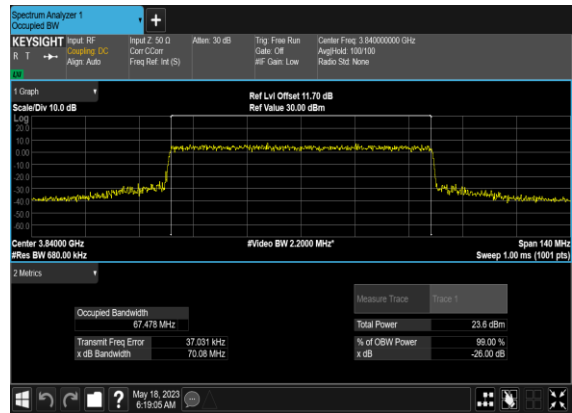 Spectrum Analyzer 1
Occupied BW
KEYSIGHT Input: RF Input Z: 50 Ω Atten: 30 dB Trig: Free Run Center Freq: 3.840000000 GHz
R T Coupling: DC Corr CCorr Gate: Off Avg|Hold: 100/100
Align: Auto Freq Ref: Int (S) #IF Gain: Low Radio Std: None
1 Graph
Ref Lvl Offset 11.70 dB
Scale/Div 10.0 dB Ref Value 30.00 dBm
Log
20.0
10.0
0.00
-10.0
-20.0
-30.0
-40.0
-50.0
-60.0
Center 3.84000 GHz #Video BW 2.2000 MHz* Span 140 MHz
#Res BW 680.00 kHz Sweep 1.00 ms (1001 pts)
2 Metrics
Measure Trace Trace 1
Occupied Bandwidth
67.478 MHz Total Power 23.6 dBm
Transmit Freq Error 37.031 kHz % of OBW Power 99.00 %
x dB Bandwidth 70.08 MHz x dB -26.00 dB
May 18, 2023
6:19:05 AM